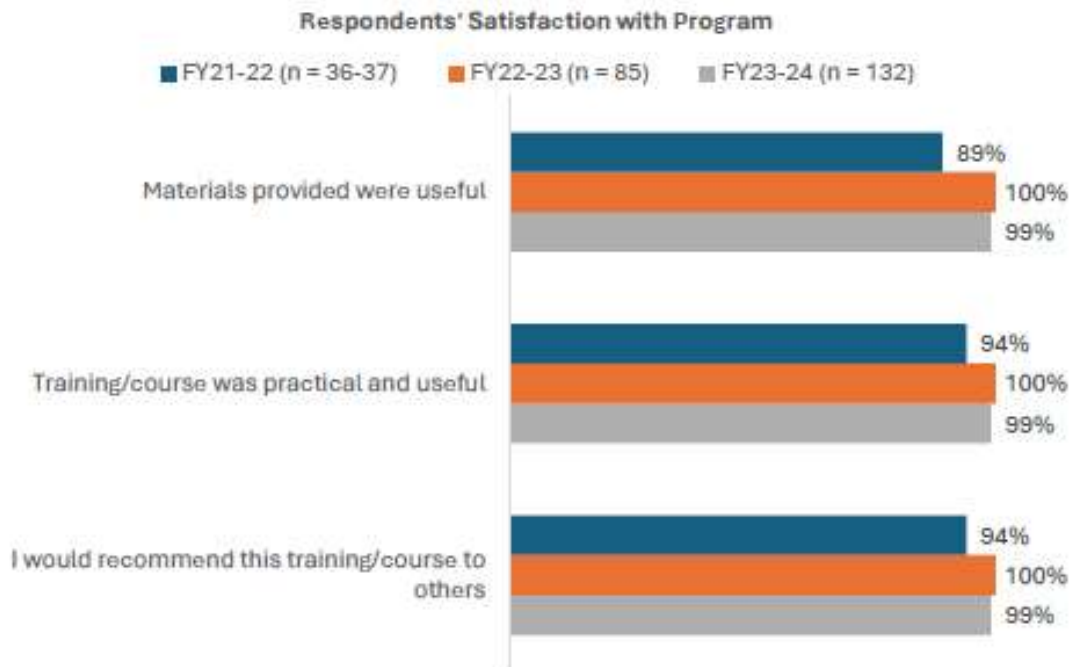 Respondents' Satisfaction with Program
FY21-22 (n = 36-37) FY22-23 (n = 85) FY23-24 (n = 132)
89%
Materials provided were useful
100%
99%
94%
Training/course was practical and useful
100%
99%
94%
I would recommend this training/course to
others
100%
99%